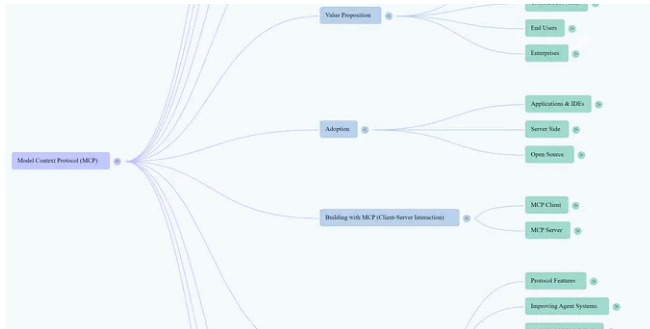 Value Proposition
End Users
Enterprises
Applications & IDEs
Adoption
Server Side
Open Source
Model Context Protocol (MCP)
MCP Client
Building with MCP (Client-Server Interaction)
MCP Server
Protocol Features
Improving Agent Systems